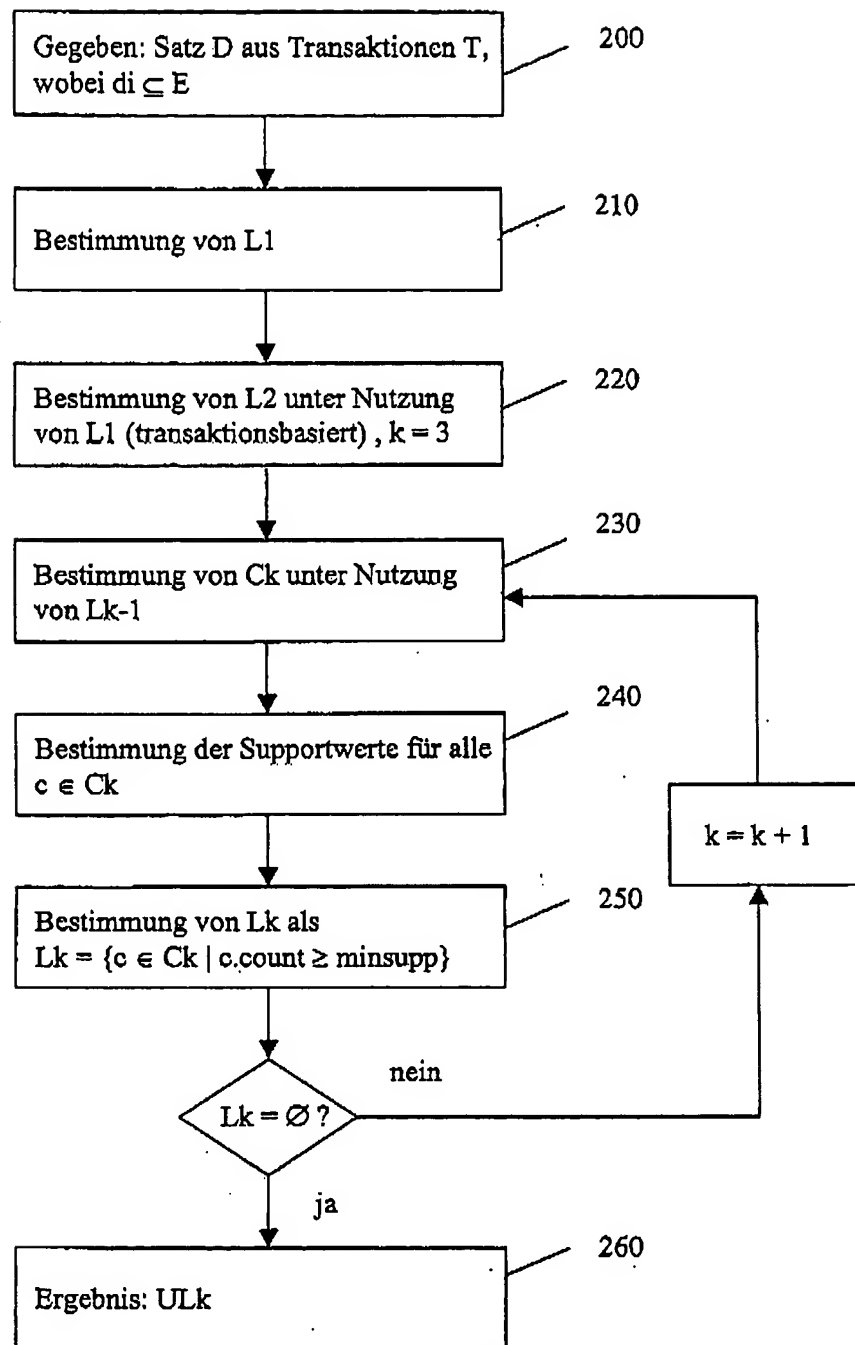 Gegeben: Satz D aus Transaktionen T,
wobei di ⊆ E
200
Bestimmung von L1
210
Bestimmung von L2 unter Nutzung
von L1 (transaktionsbasiert) , k = 3
220
Bestimmung von Ck unter Nutzung
von Lk-1
230
Bestimmung der Supportwerte für alle
c ∈ Ck
240
k = k + 1
Bestimmung von Lk als
Lk = {c ∈ Ck | c.count ≥ minsupp}
250
Lk = ∅ ?
nein
ja
Ergebnis: ULk
260